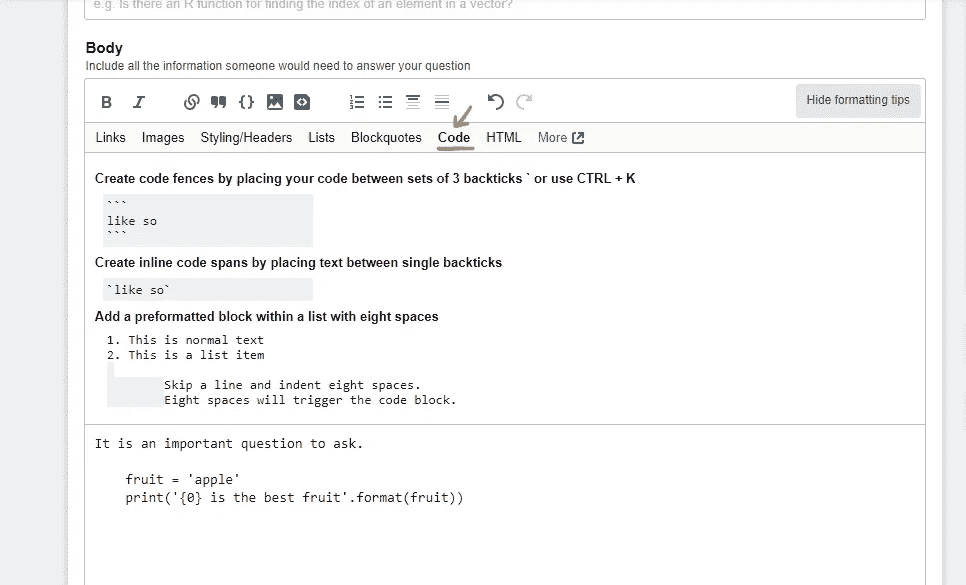 e.g. Is there an R function for finding the index of an element in a vector?
Body
Include all the information someone would need to answer your question
B I {} Hide formatting tips
Links Images Styling/Headers Lists Blockquotes Code HTML More
Create code fences by placing your code between sets of 3 backticks ` or use CTRL + K
```
like so
```
Create inline code spans by placing text between single backticks
`like so`
Add a preformatted block within a list with eight spaces
1. This is normal text
2. This is a list item
Skip a line and indent eight spaces.
Eight spaces will trigger the code block.
It is an important question to ask.
fruit = 'apple'
print('{0} is the best fruit'.format(fruit))